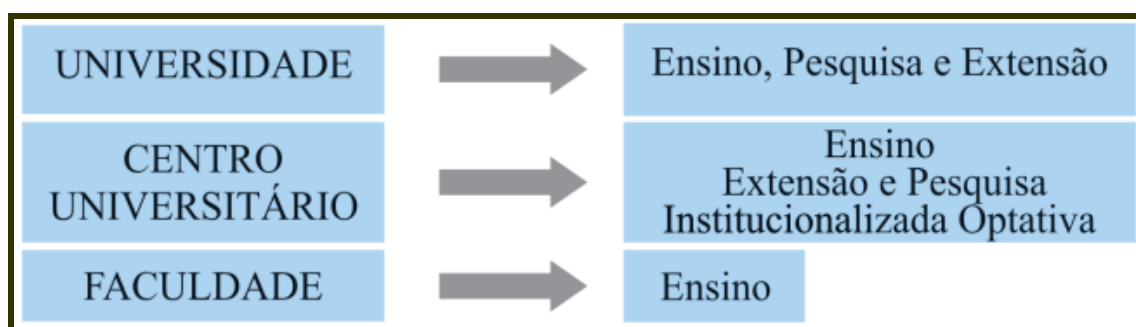 UNIVERSIDADE
Ensino, Pesquisa e Extensão
CENTRO
UNIVERSITÁRIO
Ensino
Extensão e Pesquisa
Institucionalizada Optativa
FACULDADE
Ensino